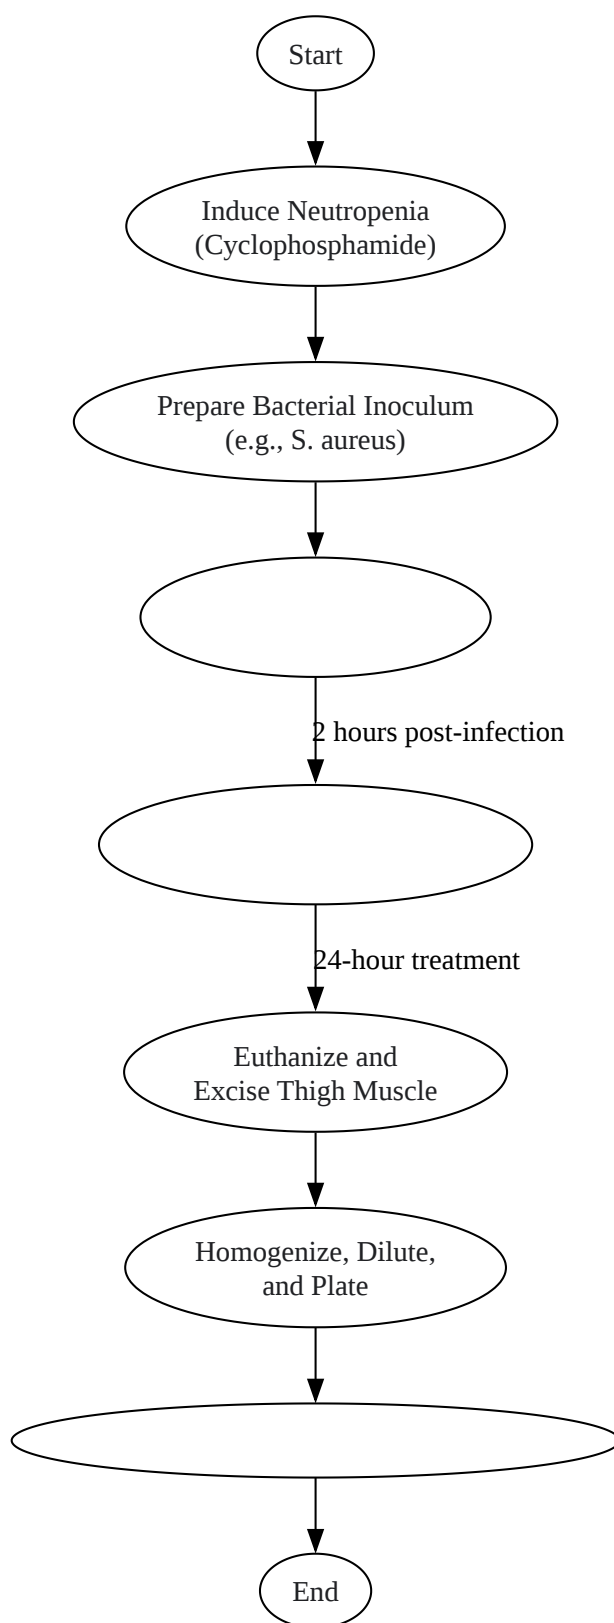 Start
Induce Neutropenia
(Cyclophosphamide)
Prepare Bacterial Inoculum
(e.g., S. aureus)
2 hours post-infection
24-hour treatment
Euthanize and
Excise Thigh Muscle
Homogenize, Dilute,
and Plate
End